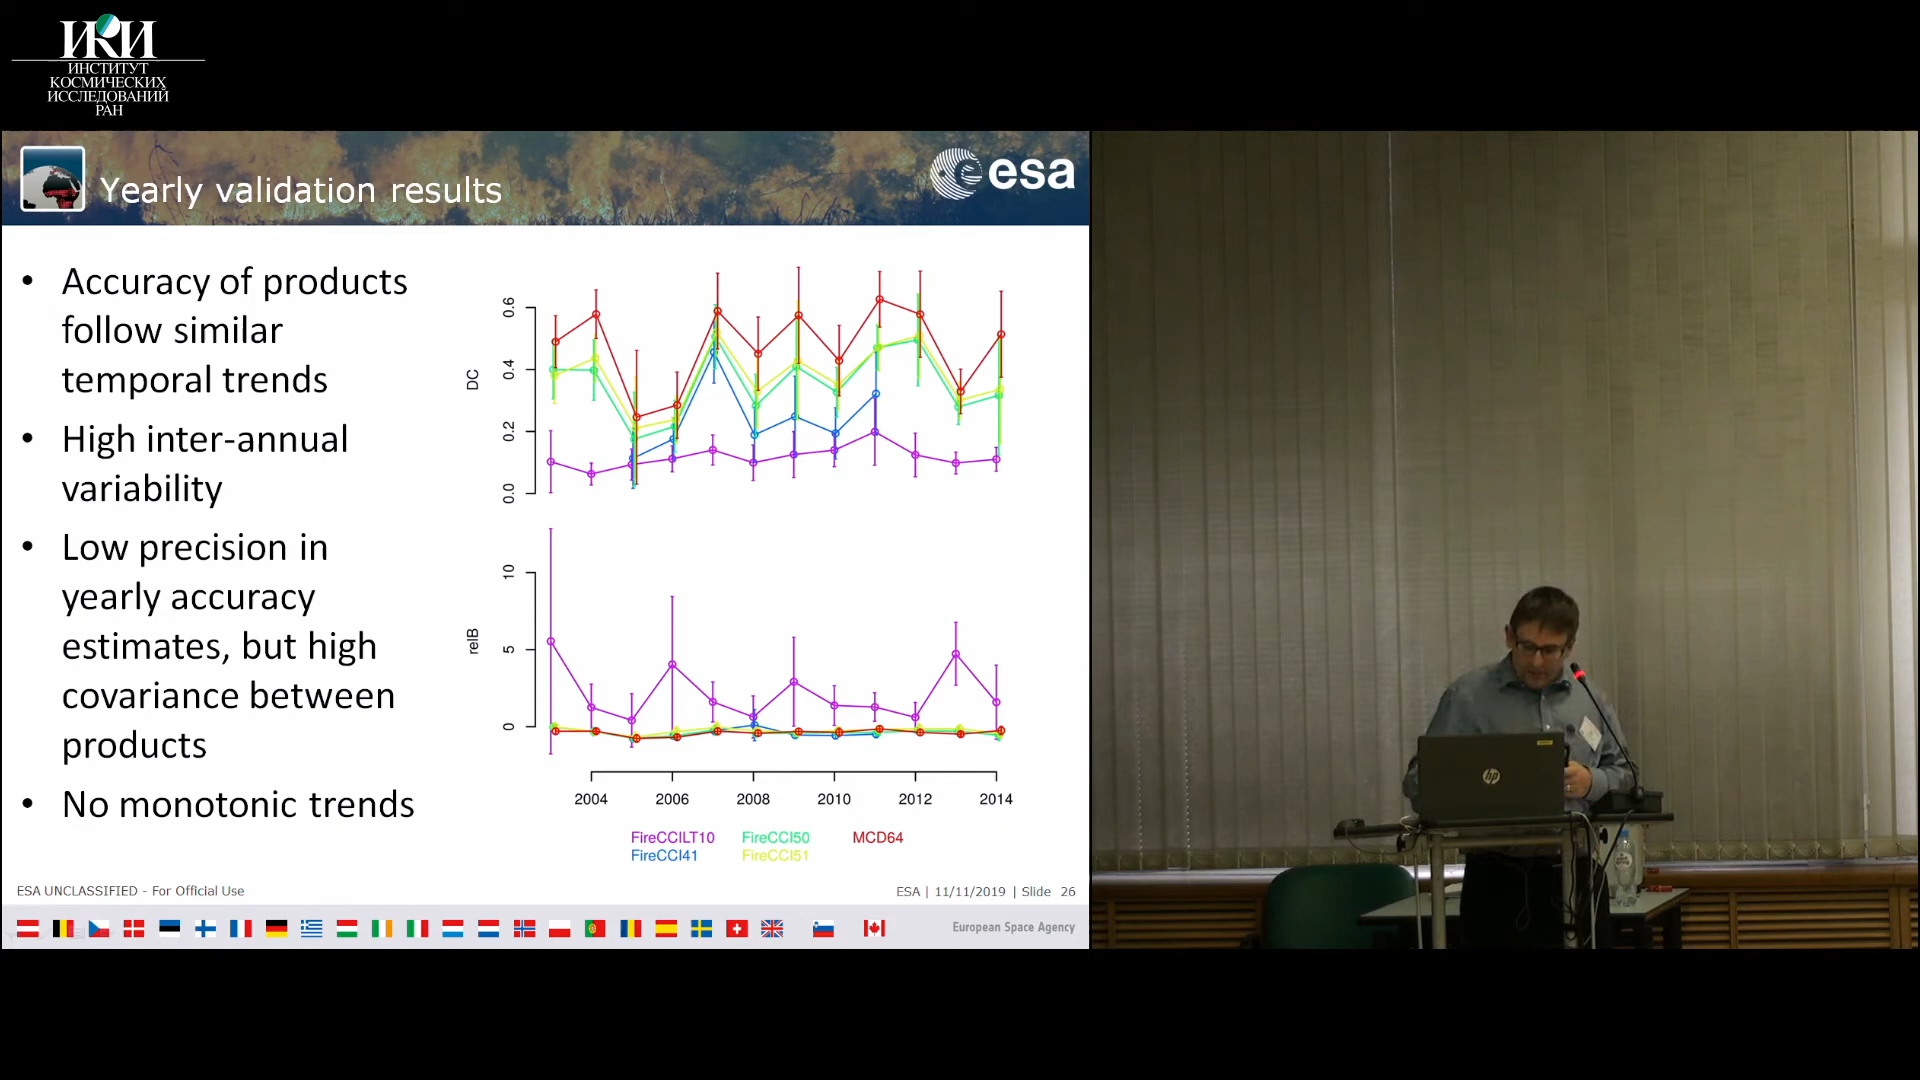 ИКИ
ИНСТИТУТ
КОСМИЧЕСКИХ
ИССЛЕДОВАНИЙ
РАН
Yearly validation results
esa
• Accuracy of products
follow similar
temporal trends
• High inter-annual
variability
• Low precision in
yearly accuracy
estimates, but high
covariance between
products
• No monotonic trends
DC
0.6
0.4
0.2
0.0
relB
10
5
0
2004 2006 2008 2010 2012 2014
FireCCILT10 FireCCI50 MCD64
FireCCI41 FireCCI51
ESA UNCLASSIFIED - For Official Use
ESA | 11/11/2019 | Slide 26
European Space Agency
hp